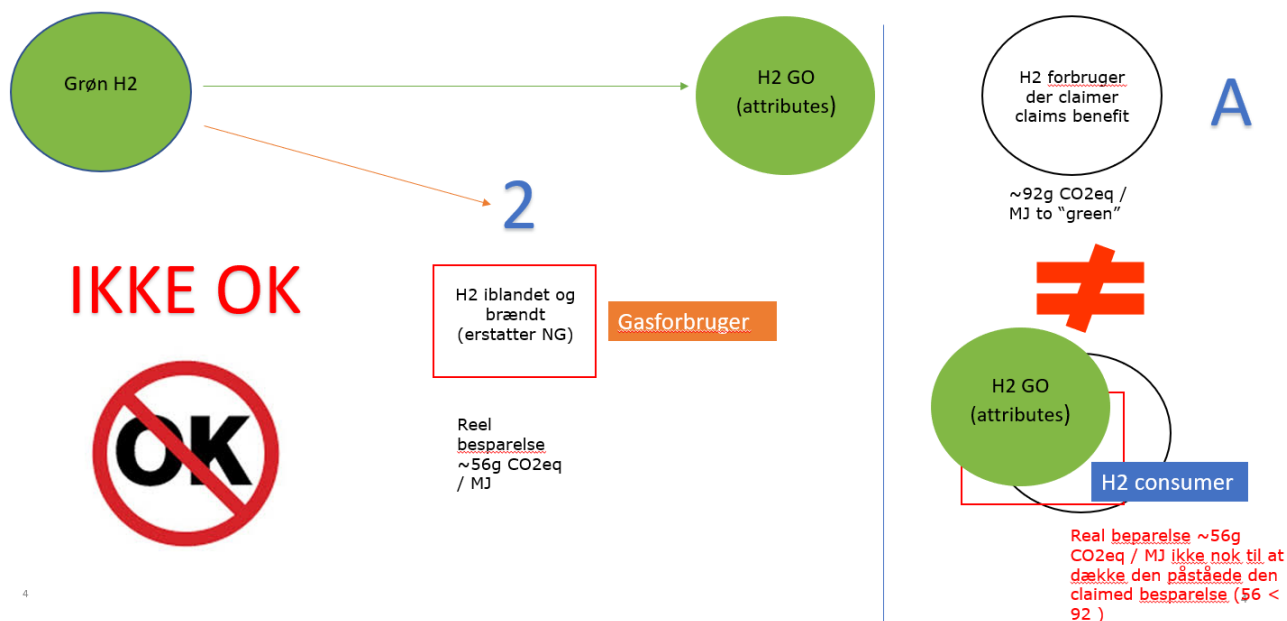 Grøn H2
H2 GO
(attributes)
2
IKKE OK
OK
H2 iblandet og
brændt
(erstatter NG)
Gasforbruger
Reel
besparelse
~56g CO2eq
/ MJ
4
H2 forbruger
der claimer
claims benefit
A
~92g CO2eq /
MJ to “green”
≠
H2 GO
(attributes)
H2 consumer
Real beparelse ~56g
CO2eq / MJ ikke nok til at
dække den påståede den
claimed besparelse (56 <
92 )